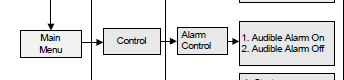 Main
Menu
Control
Alarm
Control
1. Audible Alarm On
2. Audible Alarm Off